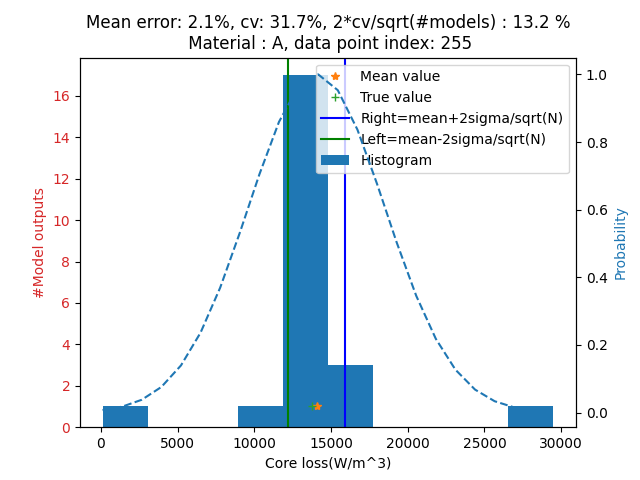 Mean error: 2.1%, cv: 31.7%, 2*cv/sqrt(#models) : 13.2 %
Material : A, data point index: 255
Mean value
True value
Right=mean+2sigma/sqrt(N)
Left=mean-2sigma/sqrt(N)
Histogram
#Model outputs
16
14
12
10
8
6
4
2
0
1.0
0.8
0.6
0.4
0.2
0.0
Probability
0 5000 10000 15000 20000 25000 30000
Core loss(W/m^3)